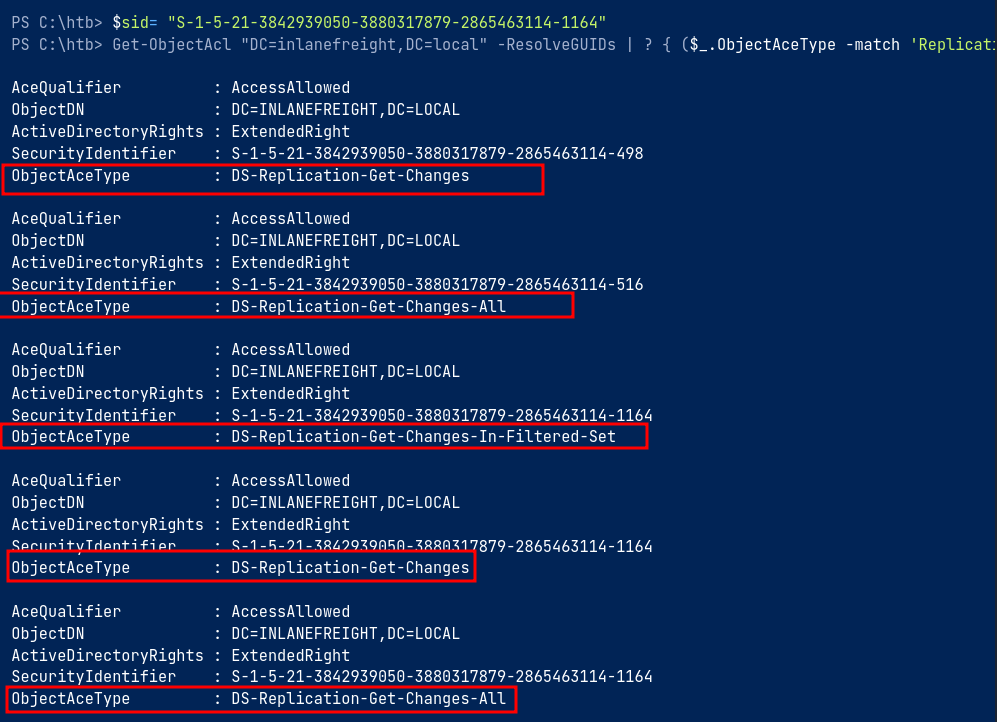 PS C:\htb> $sid= "S-1-5-21-3842939050-3880317879-2865463114-1164"
PS C:\htb> Get-ObjectAcl "DC=inlanefreight,DC=local" -ResolveGUIDs | ? { ($_.ObjectAceType -match 'Replicati
AceQualifier : AccessAllowed
ObjectDN : DC=INLANEFREIGHT,DC=LOCAL
ActiveDirectoryRights : ExtendedRight
SecurityIdentifier : S-1-5-21-3842939050-3880317879-2865463114-498
ObjectAceType : DS-Replication-Get-Changes
AceQualifier : AccessAllowed
ObjectDN : DC=INLANEFREIGHT,DC=LOCAL
ActiveDirectoryRights : ExtendedRight
SecurityIdentifier : S-1-5-21-3842939050-3880317879-2865463114-516
ObjectAceType : DS-Replication-Get-Changes-All
AceQualifier : AccessAllowed
ObjectDN : DC=INLANEFREIGHT,DC=LOCAL
ActiveDirectoryRights : ExtendedRight
SecurityIdentifier : S-1-5-21-3842939050-3880317879-2865463114-1164
ObjectAceType : DS-Replication-Get-Changes-In-Filtered-Set
AceQualifier : AccessAllowed
ObjectDN : DC=INLANEFREIGHT,DC=LOCAL
ActiveDirectoryRights : ExtendedRight
SecurityIdentifier : S-1-5-21-3842939050-3880317879-2865463114-1164
ObjectAceType : DS-Replication-Get-Changes
AceQualifier : AccessAllowed
ObjectDN : DC=INLANEFREIGHT,DC=LOCAL
ActiveDirectoryRights : ExtendedRight
SecurityIdentifier : S-1-5-21-3842939050-3880317879-2865463114-1164
ObjectAceType : DS-Replication-Get-Changes-All